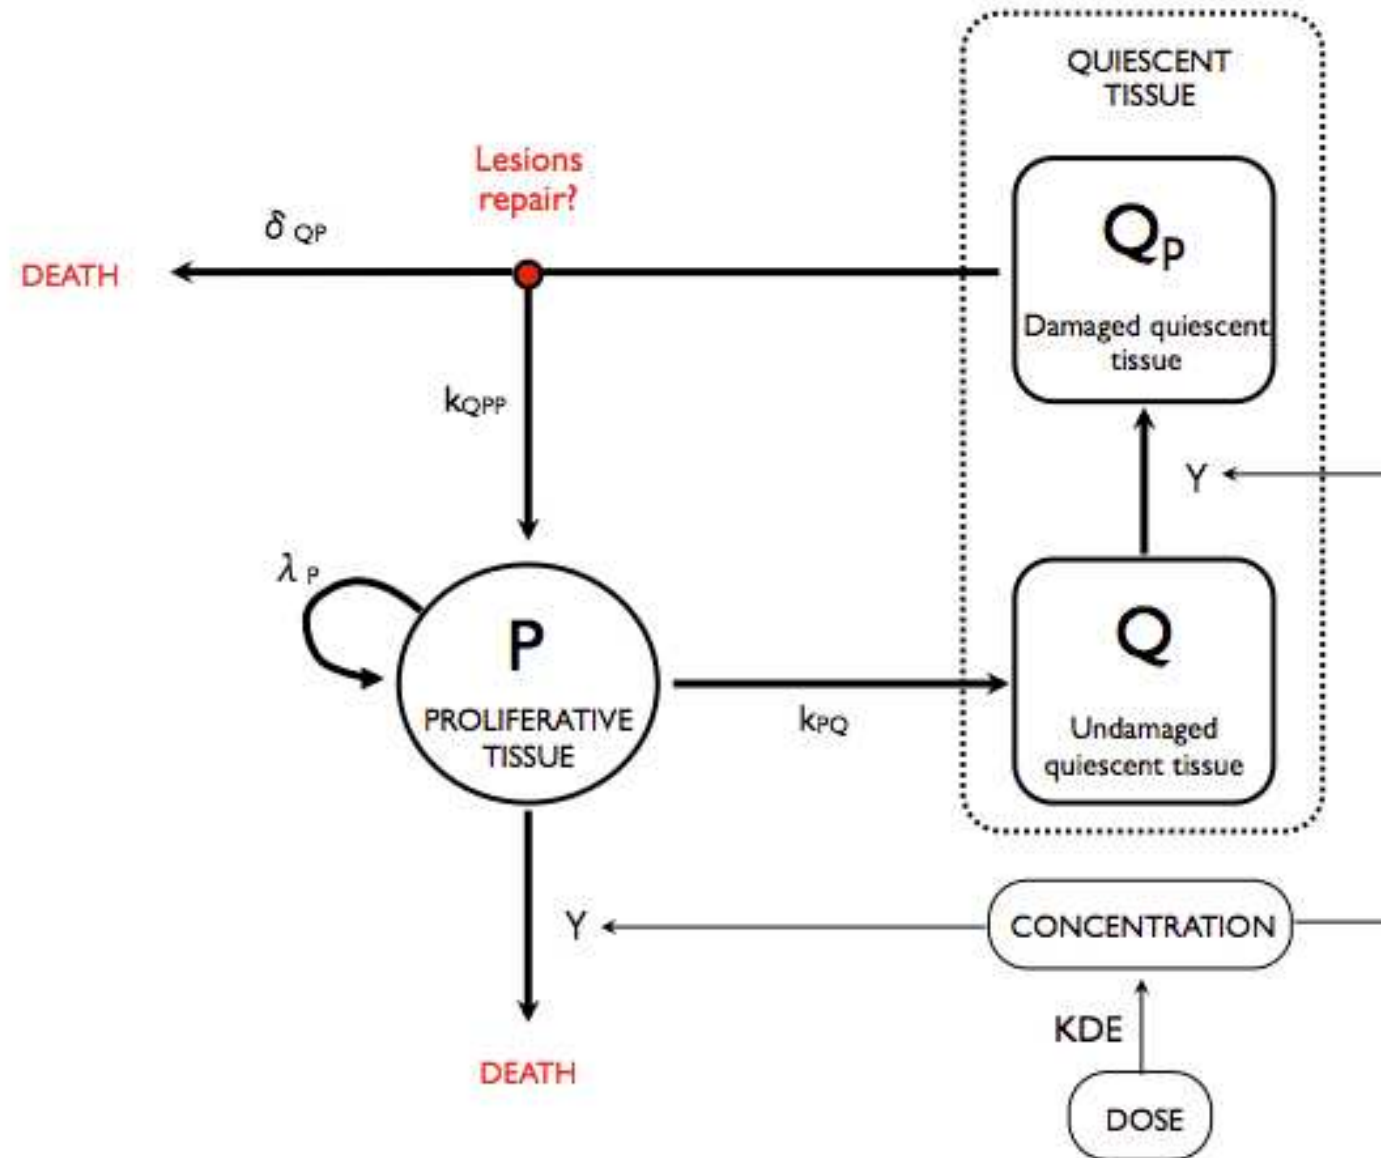 QUIESCENT
TISSUE
Lesions
repair?
δ QP
DEATH
QP
Damaged quiescent
tissue
kQPP
Y
λ P
P
PROLIFERATIVE
TISSUE
kPQ
Q
Undamaged
quiescent tissue
Y
CONCENTRATION
KDE
DEATH
DOSE